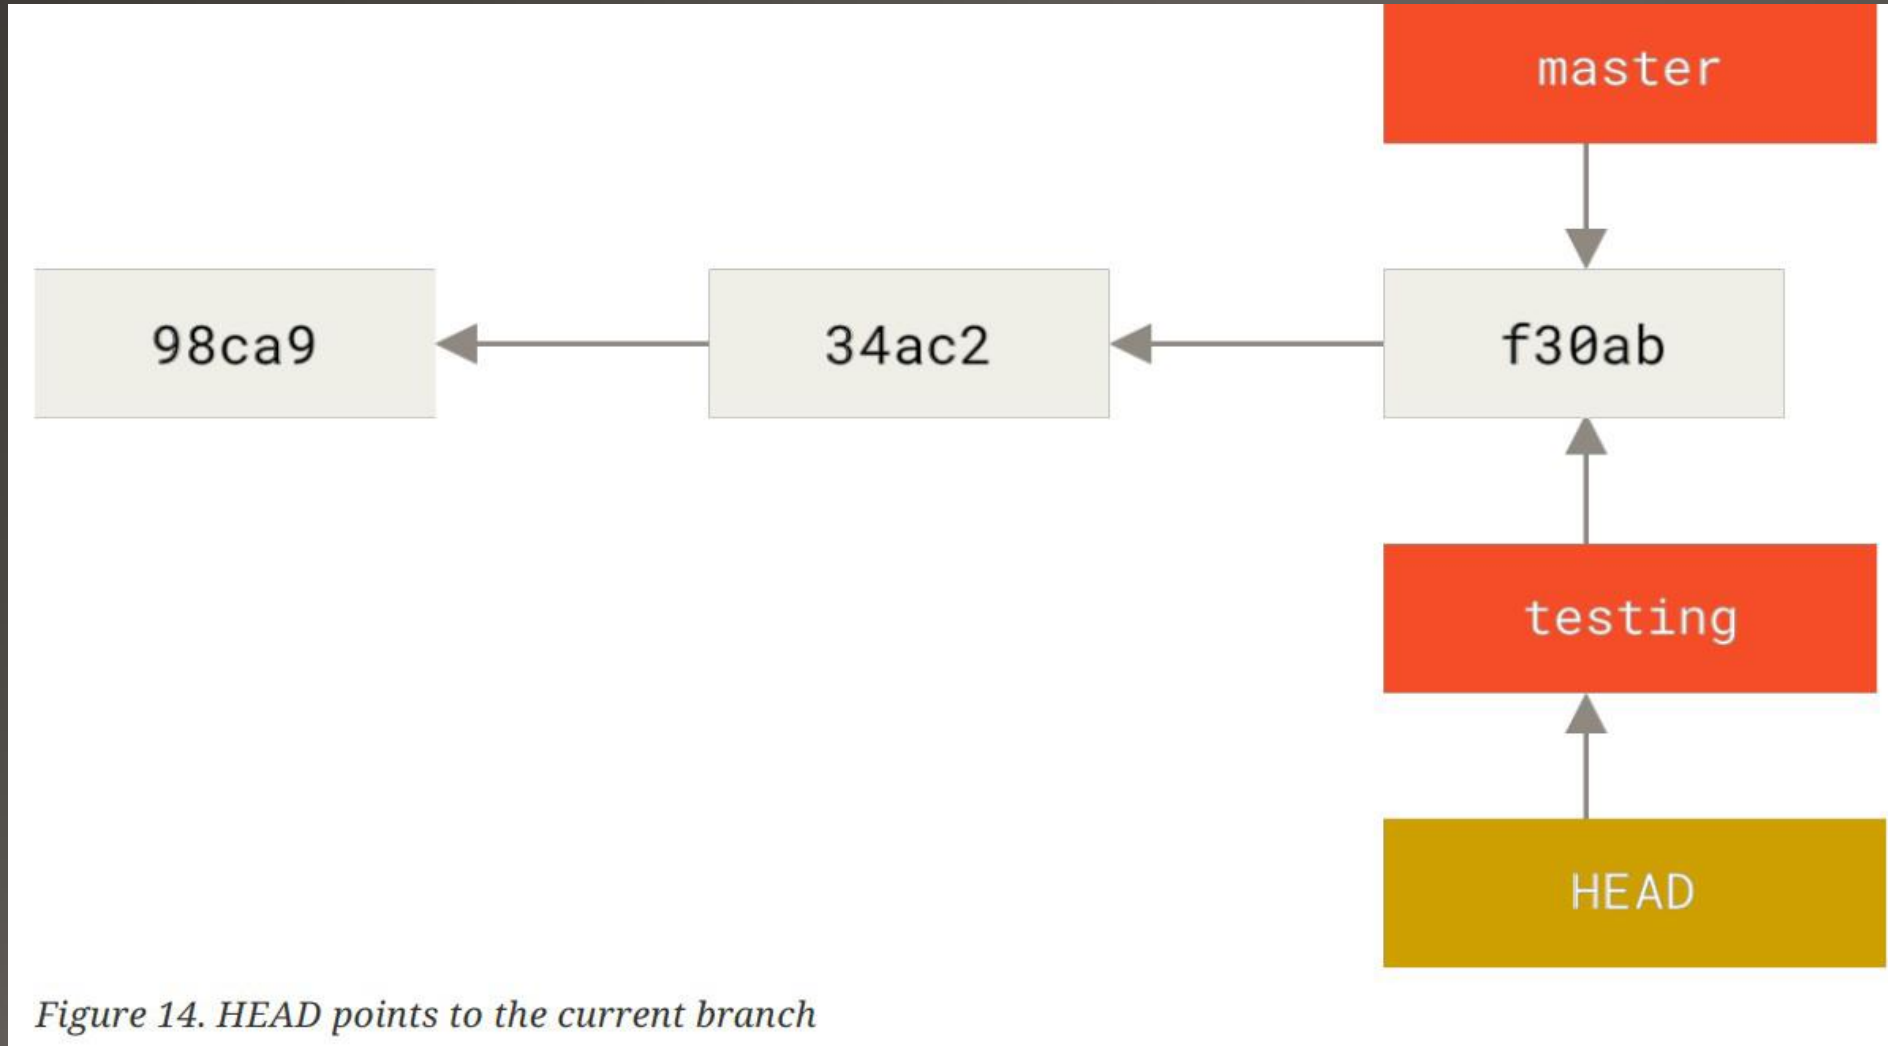 master
98ca9 34ac2 f30ab
testing
HEAD
Figure 14. HEAD points to the current branch